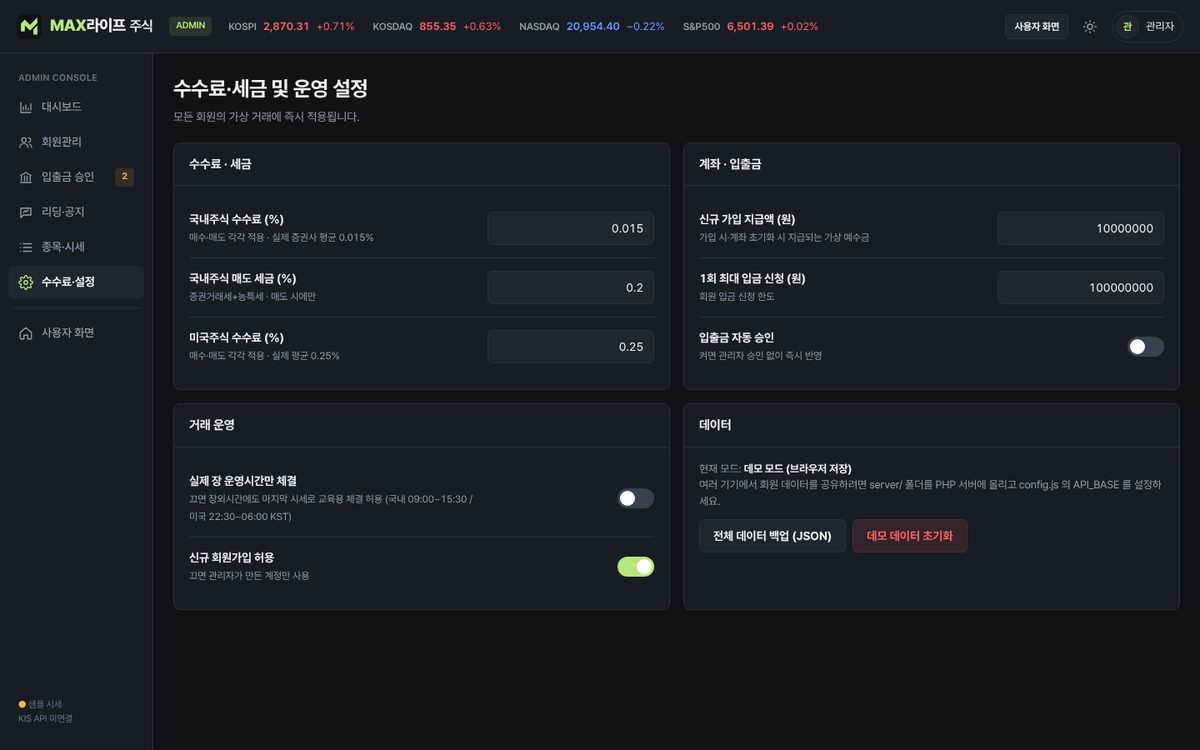 MAX라이프 주식 ADMIN KOSPI 2,870.31 +0.71% KOSDAQ 855.35 +0.63% NASDAQ 20,954.40 −0.22% S&P500 6,501.39 +0.02% 사용자 화면 관 관리자
ADMIN CONSOLE
대시보드
회원관리
입출금 승인 2
리딩·공지
종목·시세
수수료·설정
사용자 화면
샘플 시세
KIS API 미연결
수수료·세금 및 운영 설정
모든 회원의 가상 거래에 즉시 적용됩니다.
수수료 · 세금
국내주식 수수료 (%)
매수·매도 각각 적용 · 실제 증권사 평균 0.015%
0.015
국내주식 매도 세금 (%)
증권거래세+농특세 · 매도 시에만
0.2
미국주식 수수료 (%)
매수·매도 각각 적용 · 실제 평균 0.25%
0.25
계좌 · 입출금
신규 가입 지급액 (원)
가입 시·계좌 초기화 시 지급되는 가상 예수금
10000000
1회 최대 입금 신청 (원)
회원 입금 신청 한도
100000000
입출금 자동 승인
켜면 관리자 승인 없이 즉시 반영
거래 운영
실제 장 운영시간만 체결
끄면 장외시간에도 마지막 시세로 교육용 체결 허용 (국내 09:00~15:30 /
미국 22:30~06:00 KST)
신규 회원가입 허용
끄면 관리자가 만든 계정만 사용
데이터
현재 모드: 데모 모드 (브라우저 저장)
여러 기기에서 회원 데이터를 공유하려면 server/ 폴더를 PHP 서버에 올리고 config.js 의 API_BASE 를 설정하
세요.
전체 데이터 백업 (JSON) 데모 데이터 초기화